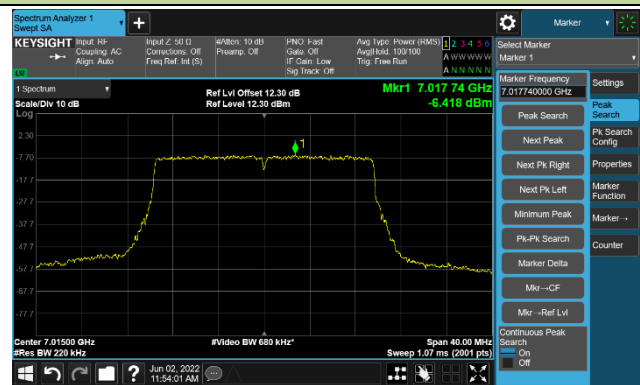 Spectrum Analyzer 1
Swept SA
+
Marker
KEYSIGHT
Input: RF
Coupling: AC
Align: Auto
Input Z: 50 Ω
Corrections: Off
Freq Ref: Int (S)
#Atten: 10 dB
Preamp: Off
PNO: Fast
Gate: Off
IF Gain: Low
Sig Track: Off
Avg Type: Power (RMS)
Avg|Hold: 100/100
Trig: Free Run
1 2 3 4 5 6
A W W W W W
A N N N N N
Select Marker
Marker 1
LXI
1 Spectrum
Scale/Div 10 dB
Log
Ref Lvl Offset 12.30 dB
Ref Level 12.30 dBm
Mkr1 7.017 74 GHz
-6.418 dBm
1
2.30
-7.70
-17.7
-27.7
-37.7
-47.7
-57.7
-67.7
-77.7
Center 7.01500 GHz
#Res BW 220 kHz
#Video BW 680 kHz*
Span 40.00 MHz
Sweep 1.07 ms (2001 pts)
Marker Frequency
7.017740000 GHz
Peak Search
Next Peak
Next Pk Right
Next Pk Left
Minimum Peak
Pk-Pk Search
Marker Delta
Mkr→CF
Mkr→Ref Lvl
Continuous Peak
Search
On
Off
Settings
Peak
Search
Pk Search
Config
Properties
Marker
Function
Marker→
Counter
?
Jun 02, 2022
11:54:01 AM